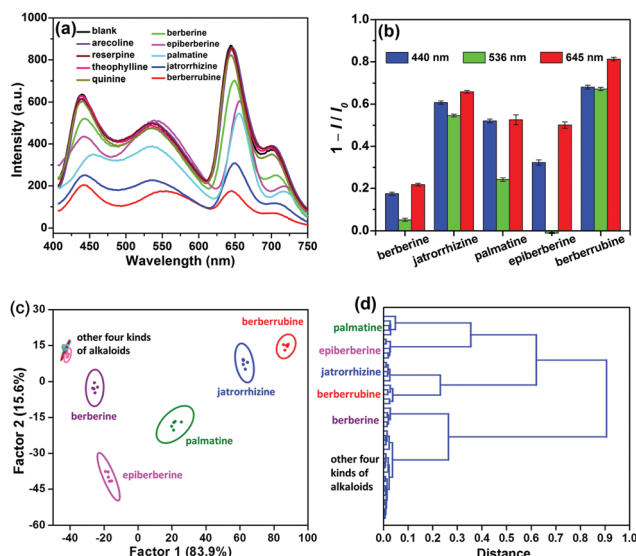 (a)
blank
arecoline
reserpine
theophylline
quinine
berberine
epiberberine
palmatine
jatrorrhizine
berberrubine
Intensity (a.u.)
1000
800
600
400
200
0
400 450 500 550 600 650 700 750
Wavelength (nm)
(b)
440 nm 536 nm 645 nm
1 – I / I0
1.0
0.8
0.6
0.4
0.2
0.0
berberine
jatrorrhizine
palmatine
epiberberine
berberrubine
(c)
Factor 2 (15.6%)
30
15
0
-15
-30
-45
-60
other four kinds
of alkaloids
berberrubine
jatrorrhizine
berberine
palmatine
epiberberine
-40 -20 0 20 40 60 80 100
Factor 1 (83.9%)
(d)
palmatine
epiberberine
jatrorrhizine
berberrubine
berberine
other four
kinds of
alkaloids
0.0 0.1 0.2 0.3 0.4 0.5 0.6 0.7 0.8 0.9 1.0
Distance